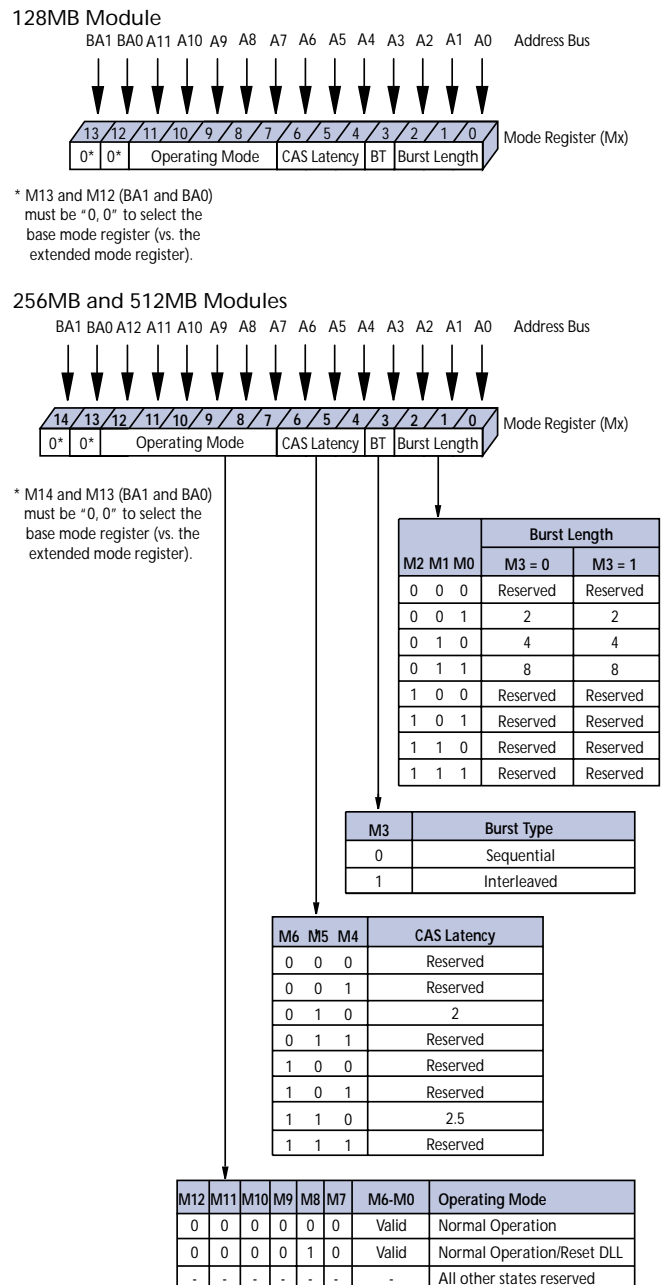 128MB Module
BA1 BA0 A11 A10 A9 A8 A7 A6 A5 A4 A3 A2 A1 A0 Address Bus
13 12 11 10 9 8 7 6 5 4 3 2 1 0 Mode Register (Mx)
0* 0* Operating Mode CAS Latency BT Burst Length
* M13 and M12 (BA1 and BA0)
must be "0, 0" to select the
base mode register (vs. the
extended mode register).
256MB and 512MB Modules
BA1 BA0 A12 A11 A10 A9 A8 A7 A6 A5 A4 A3 A2 A1 A0 Address Bus
14 13 12 11 10 9 8 7 6 5 4 3 2 1 0 Mode Register (Mx)
0* 0* Operating Mode CAS Latency BT Burst Length
* M14 and M13 (BA1 and BA0)
must be "0, 0" to select the
base mode register (vs. the
extended mode register).
Burst Length
M2 M1 M0 M3 = 0 M3 = 1
0 0 0 Reserved Reserved
0 0 1 2 2
0 1 0 4 4
0 1 1 8 8
1 0 0 Reserved Reserved
1 0 1 Reserved Reserved
1 1 0 Reserved Reserved
1 1 1 Reserved Reserved
M3 Burst Type
0 Sequential
1 Interleaved
M6 M5 M4 CAS Latency
0 0 0 Reserved
0 0 1 Reserved
0 1 0 2
0 1 1 Reserved
1 0 0 Reserved
1 0 1 Reserved
1 1 0 2.5
1 1 1 Reserved
M12 M11 M10 M9 M8 M7 M6-M0 Operating Mode
0 0 0 0 0 0 Valid Normal Operation
0 0 0 0 1 0 Valid Normal Operation/Reset DLL
- - - - - - - All other states reserved